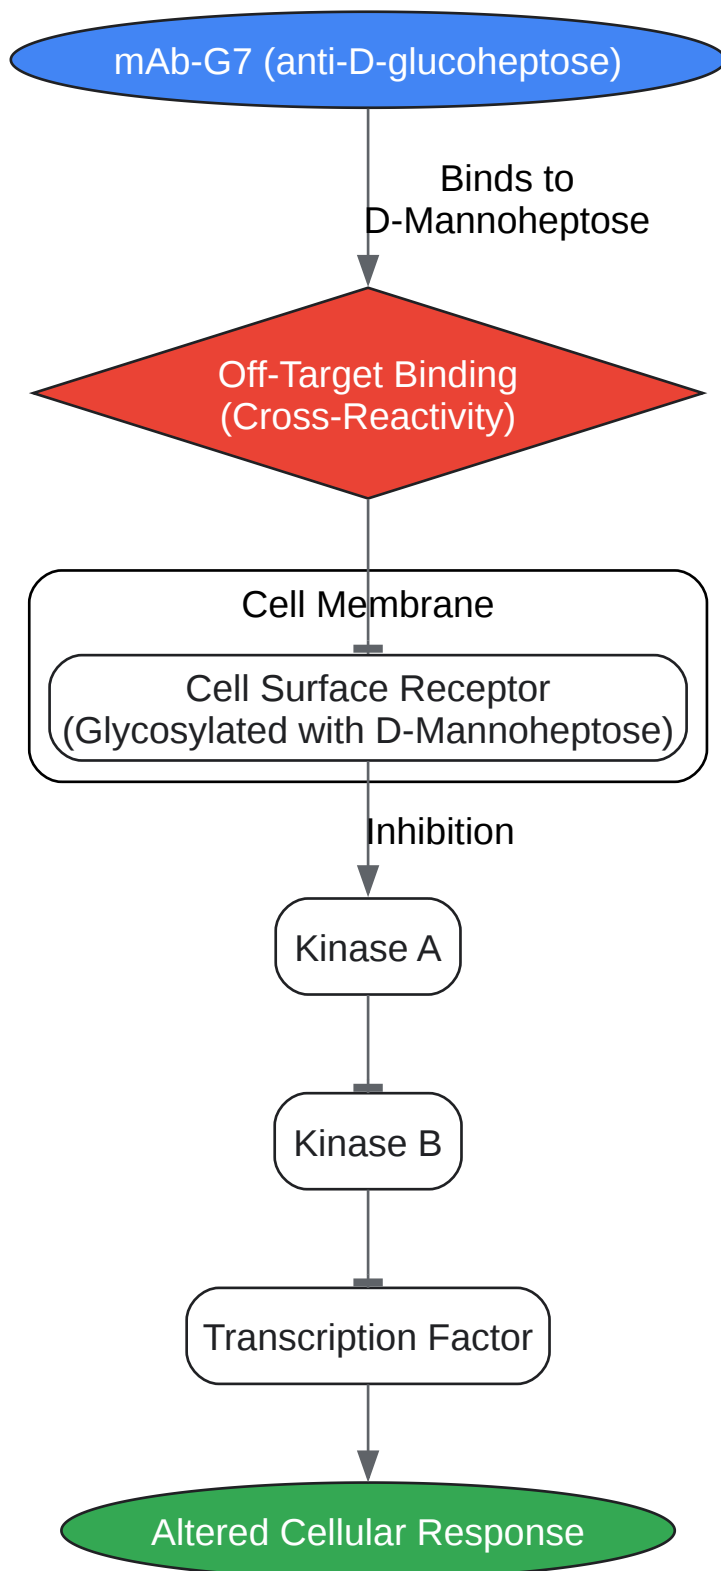 mAb-G7 (anti-D-glucoheptose)
Binds to
D-Mannoheptose
Off-Target Binding
(Cross-Reactivity)
Cell Membrane
Cell Surface Receptor
(Glycosylated with D-Mannoheptose)
Inhibition
Kinase A
Kinase B
Transcription Factor
Altered Cellular Response